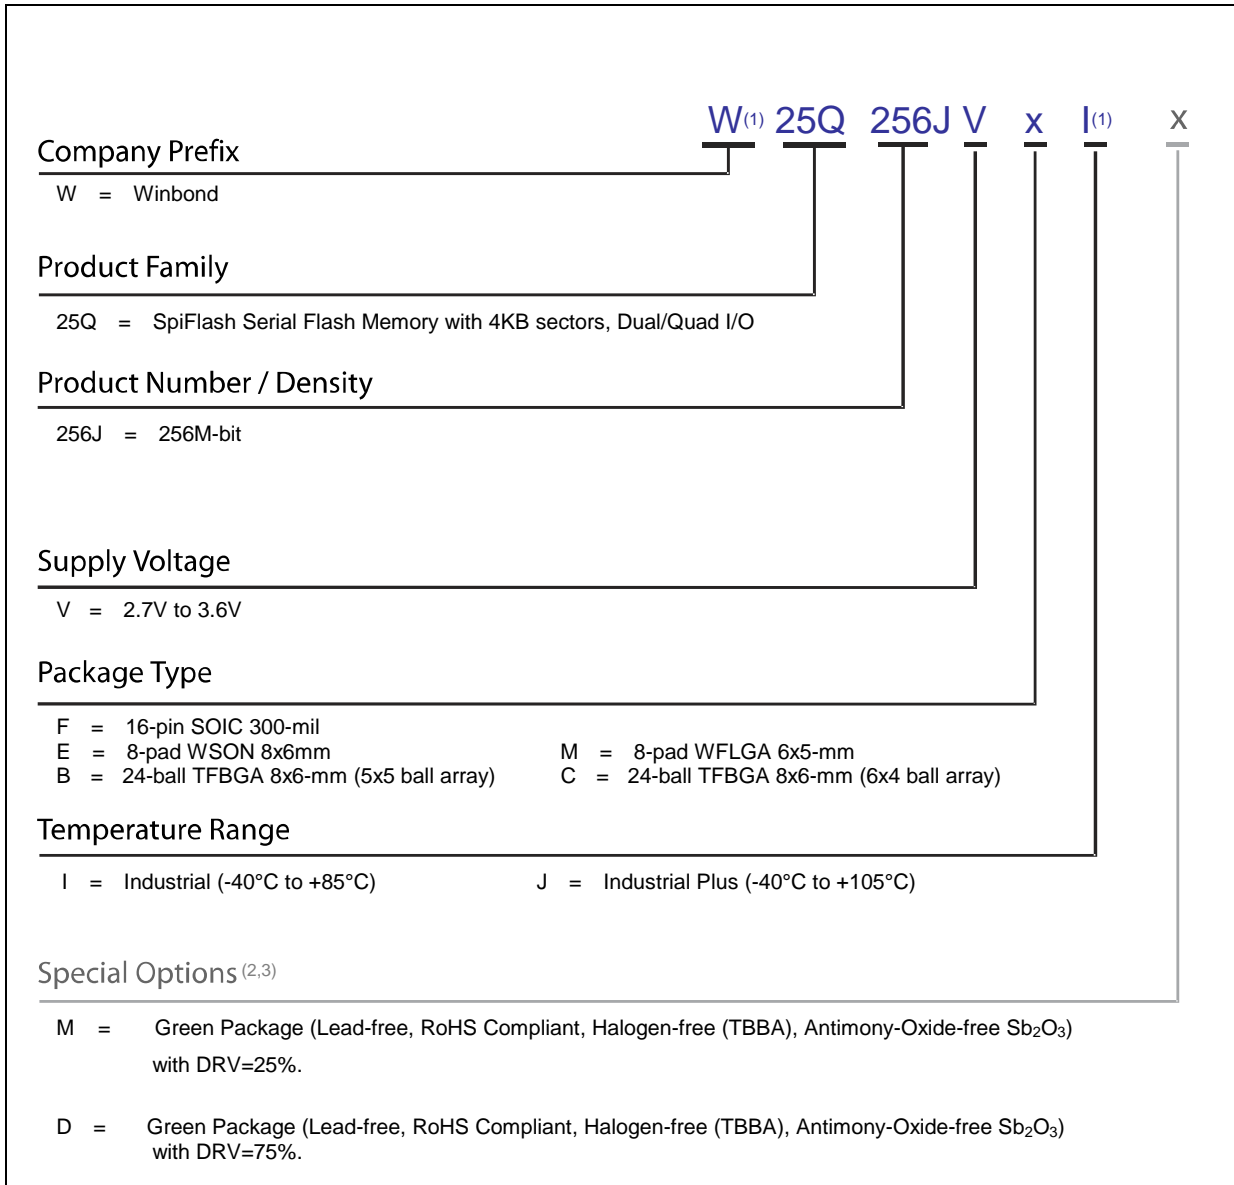 W(1) 25Q 256J V x I(1) x
Company Prefix
W = Winbond
Product Family
25Q = SpiFlash Serial Flash Memory with 4KB sectors, Dual/Quad I/O
Product Number / Density
256J = 256M-bit
Supply Voltage
V = 2.7V to 3.6V
Package Type
F = 16-pin SOIC 300-mil
E = 8-pad WSON 8x6mm M = 8-pad WFLGA 6x5-mm
B = 24-ball TFBGA 8x6-mm (5x5 ball array) C = 24-ball TFBGA 8x6-mm (6x4 ball array)
Temperature Range
I = Industrial (-40°C to +85°C) J = Industrial Plus (-40°C to +105°C)
Special Options (2,3)
M = Green Package (Lead-free, RoHS Compliant, Halogen-free (TBBA), Antimony-Oxide-free Sb₂O₃)
with DRV=25%.
D = Green Package (Lead-free, RoHS Compliant, Halogen-free (TBBA), Antimony-Oxide-free Sb₂O₃)
with DRV=75%.